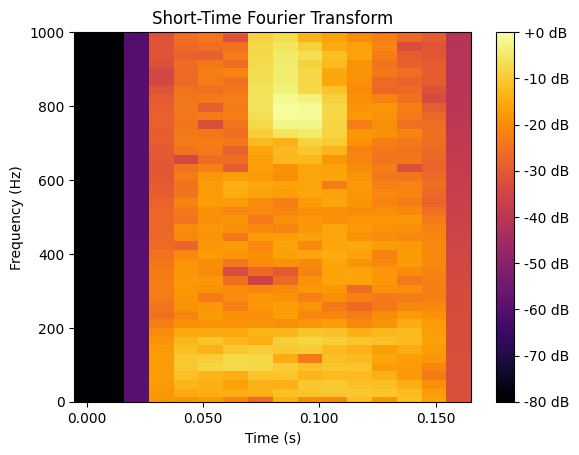 Short-Time Fourier Transform
1000
800
600
400
200
0
Frequency (Hz)
0.000
0.050
0.100
0.150
Time (s)
+0 dB
-10 dB
-20 dB
-30 dB
-40 dB
-50 dB
-60 dB
-70 dB
-80 dB